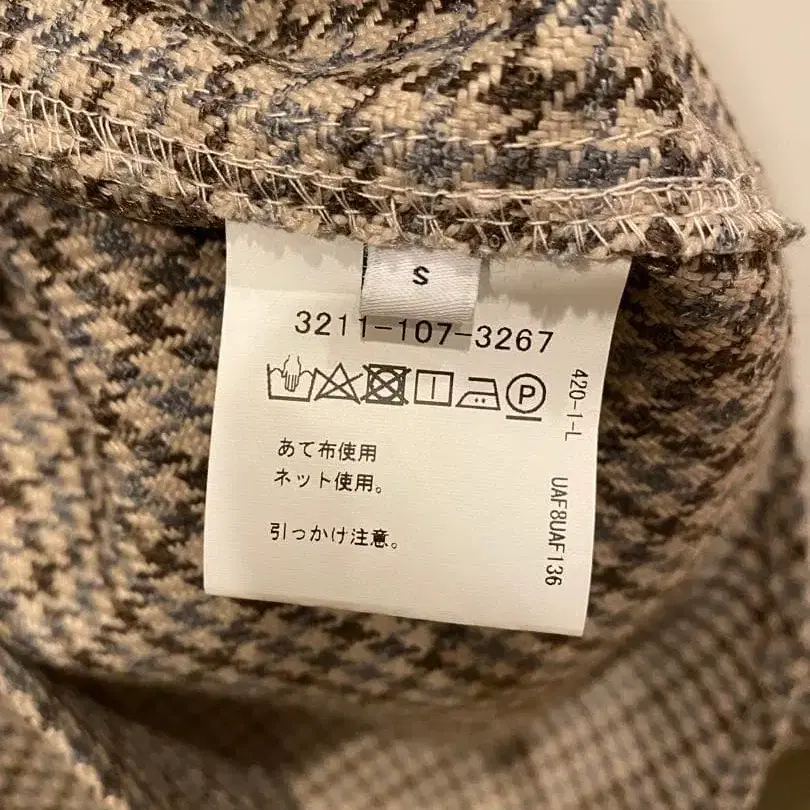 S
3211-107-3267
P
あて布使用
ネット使用。
引っかけ注意。
420-1-L
UAF8UAF136